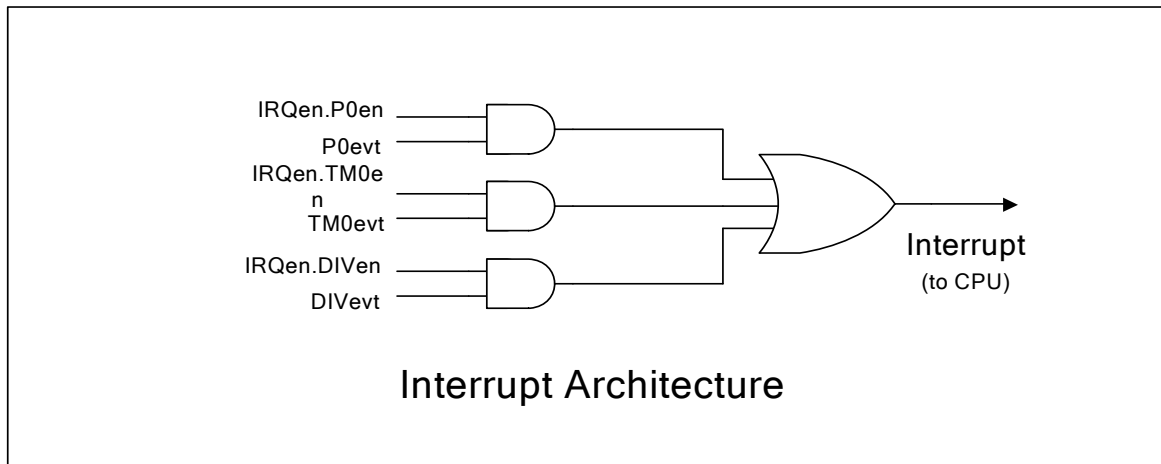 IRQen.P0en
P0evt
IRQen.TM0e
n
TM0evt
IRQen.DIVen
DIVevt
Interrupt
(to CPU)
Interrupt Architecture